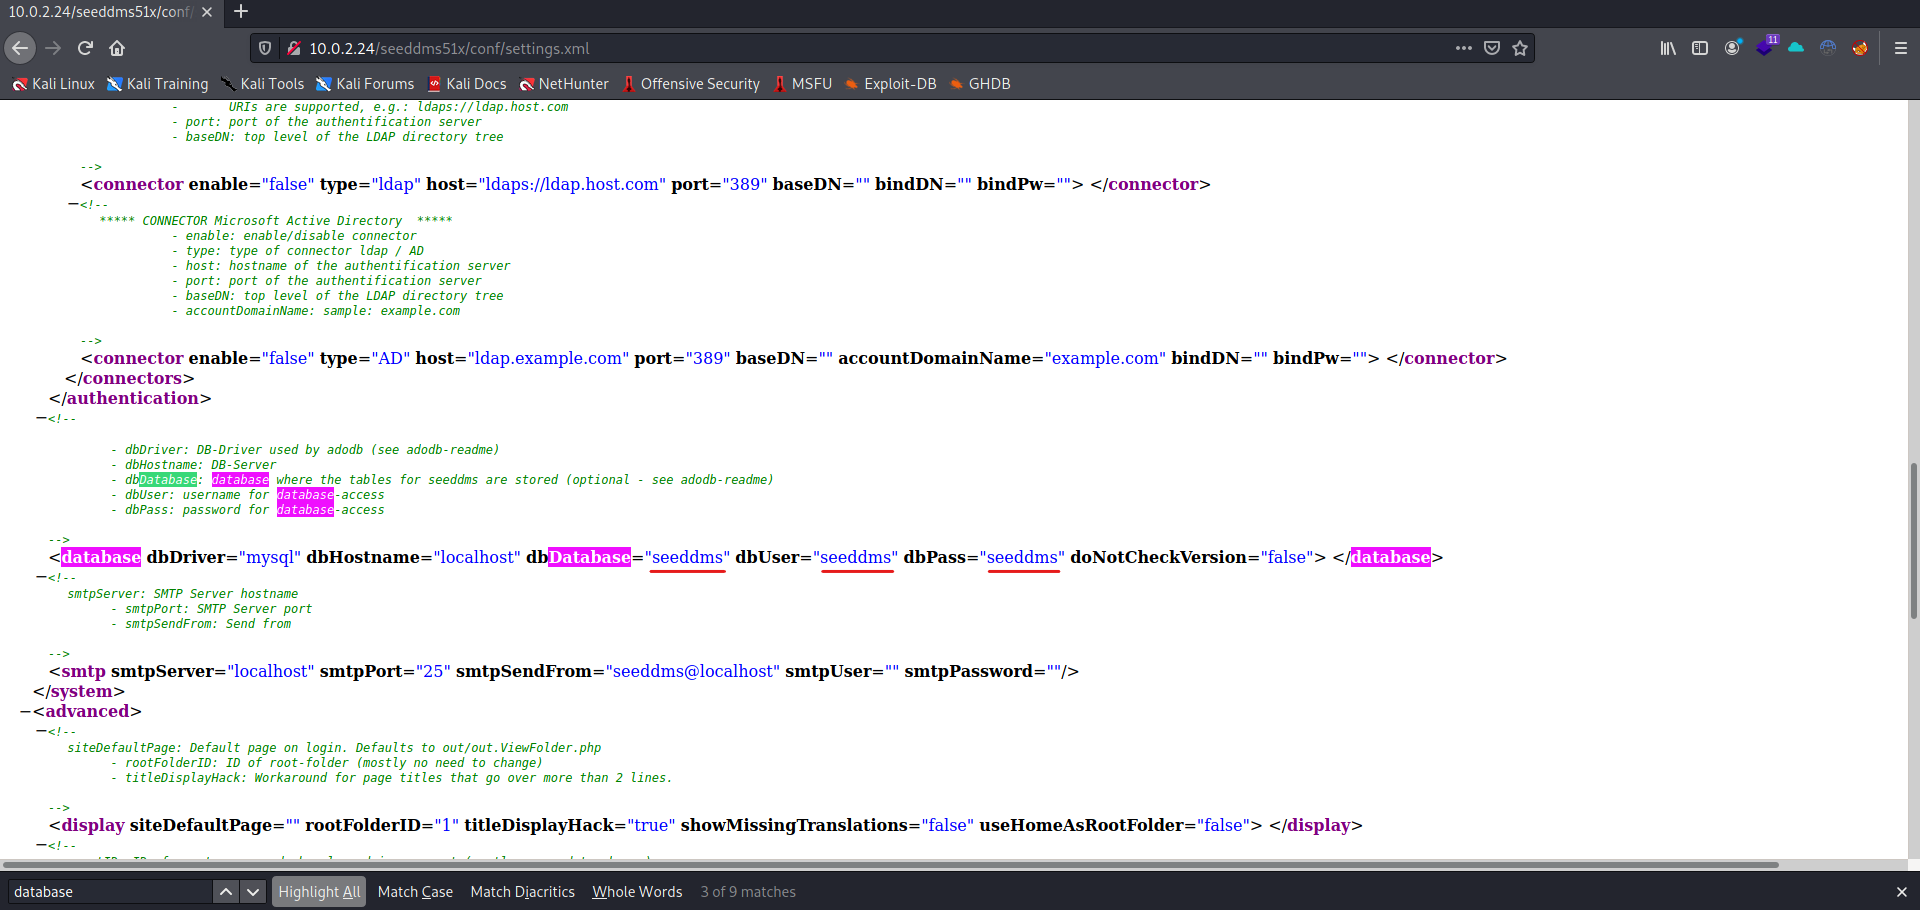 10.0.2.24/seeddms51x/conf/
10.0.2.24/seeddms51x/conf/settings.xml
11
Kali Linux Kali Training Kali Tools Kali Forums Kali Docs NetHunter Offensive Security MSFU Exploit-DB GHDB
- URIs are supported, e.g.: ldaps://ldap.host.com
- port: port of the authentification server
- baseDN: top level of the LDAP directory tree
-->
<connector enable="false" type="ldap" host="ldaps://ldap.host.com" port="389" baseDN="" bindDN="" bindPw=""> </connector>
−<!--
***** CONNECTOR Microsoft Active Directory *****
- enable: enable/disable connector
- type: type of connector ldap / AD
- host: hostname of the authentification server
- port: port of the authentification server
- baseDN: top level of the LDAP directory tree
- accountDomainName: sample: example.com
-->
<connector enable="false" type="AD" host="ldap.example.com" port="389" baseDN="" accountDomainName="example.com" bindDN="" bindPw=""> </connector>
</connectors>
</authentication>
−<!--
- dbDriver: DB-Driver used by adodb (see adodb-readme)
- dbHostname: DB-Server
- dbDatabase: database where the tables for seeddms are stored (optional - see adodb-readme)
- dbUser: username for database-access
- dbPass: password for database-access
-->
<database dbDriver="mysql" dbHostname="localhost" dbDatabase="seeddms" dbUser="seeddms" dbPass="seeddms" doNotCheckVersion="false"> </database>
−<!--
smtpServer: SMTP Server hostname
- smtpPort: SMTP Server port
- smtpSendFrom: Send from
-->
<smtp smtpServer="localhost" smtpPort="25" smtpSendFrom="seeddms@localhost" smtpUser="" smtpPassword=""/>
</system>
−<advanced>
−<!--
siteDefaultPage: Default page on login. Defaults to out/out.ViewFolder.php
- rootFolderID: ID of root-folder (mostly no need to change)
- titleDisplayHack: Workaround for page titles that go over more than 2 lines.
-->
<display siteDefaultPage="" rootFolderID="1" titleDisplayHack="true" showMissingTranslations="false" useHomeAsRootFolder="false"> </display>
−<!--
database Highlight All Match Case Match Diacritics Whole Words 3 of 9 matches